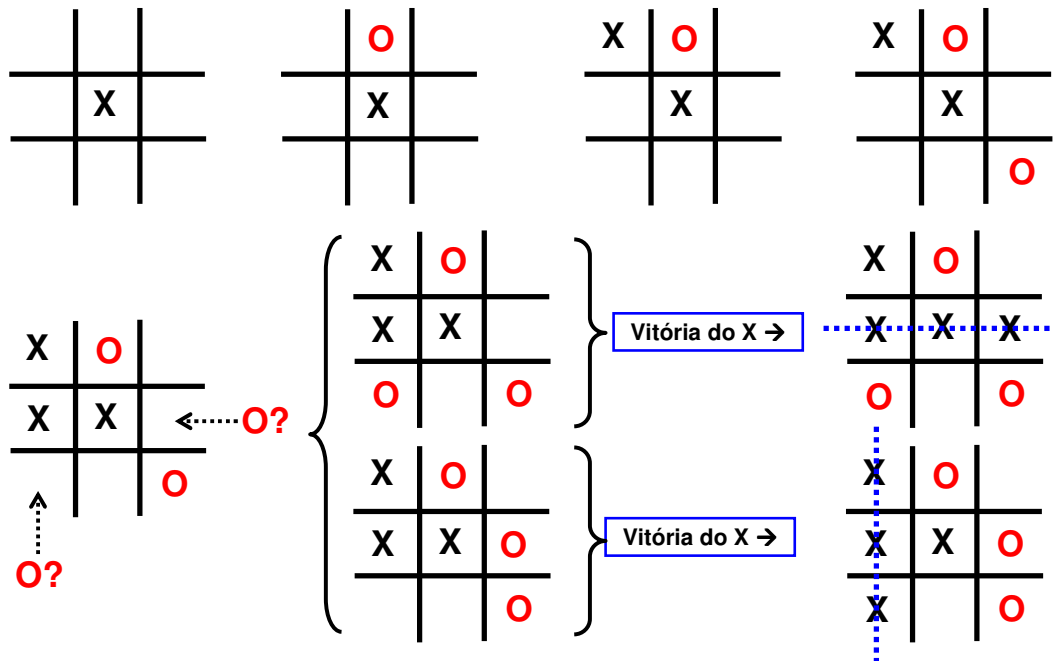 O X O X O
X X X X
O
X O X O
X X Vitória do X → X X X
O O O O
X O
X X O?
O
O?
X O X O
X X O Vitória do X → X X O
O X O